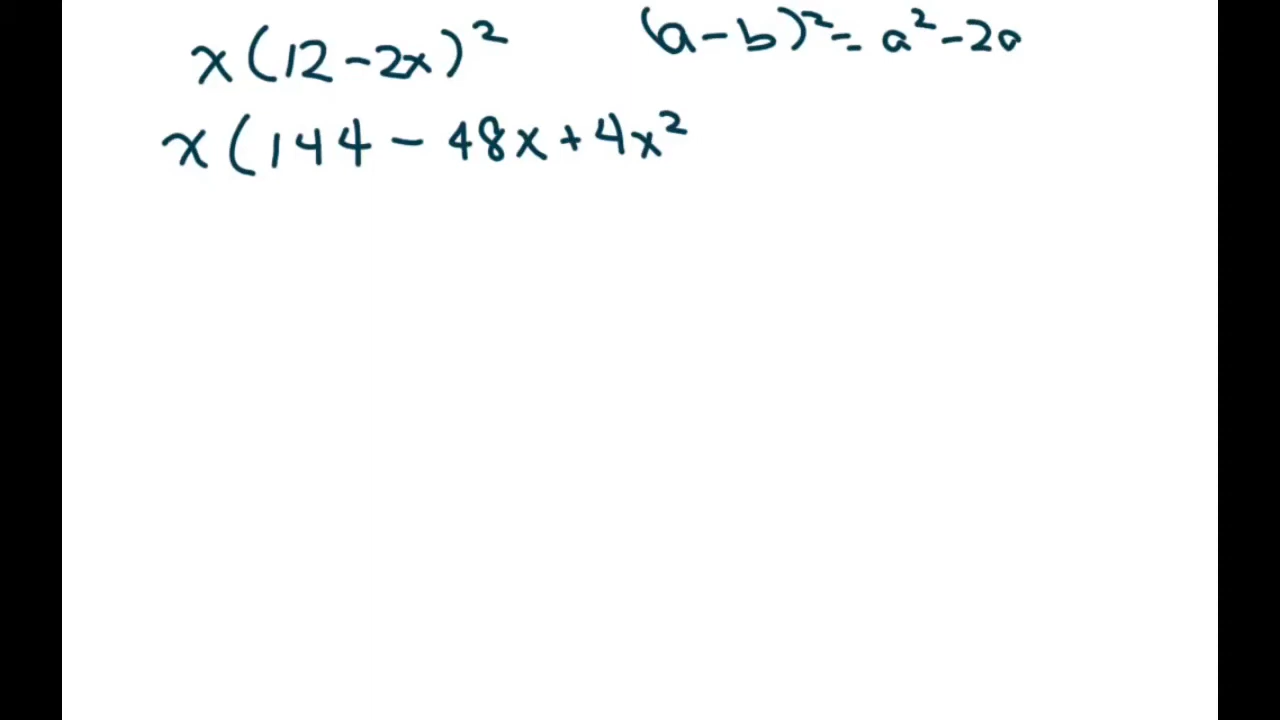 x(12-2x)²
(a-b)²= a²-2a
x(144-48x+4x²